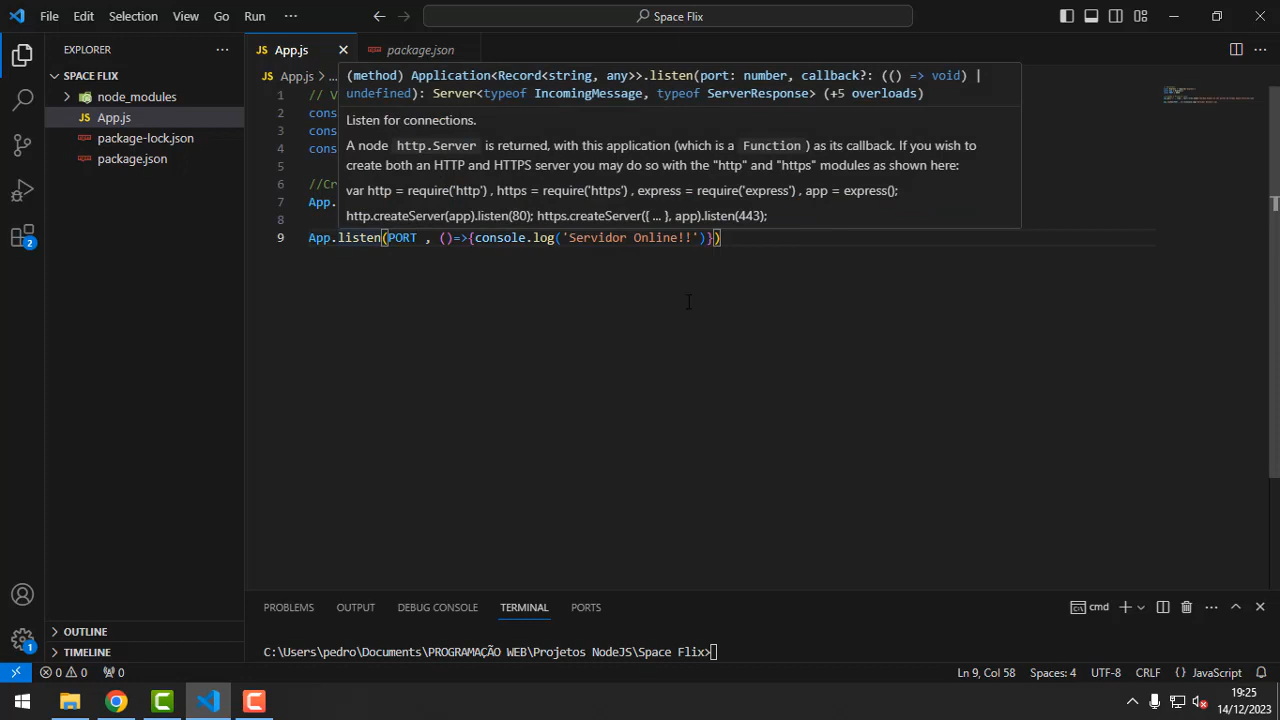 File Edit Selection View Go Run ··· Space Flix
EXPLORER ···
App.js
package.json
SPACE FLIX
node_modules
App.js
package-lock.json
package.json
App.js > ...
(method) Application<Record<string, any>>.listen(port: number, callback?: (() => void) |
undefined): Server<typeof IncomingMessage, typeof ServerResponse> (+5 overloads)
Listen for connections.
A node http.Server is returned, with this application (which is a Function ) as its callback. If you wish to
create both an HTTP and HTTPS server you may do so with the "http" and "https" modules as shown here:
var http = require('http') , https = require('https') , express = require('express') , app = express();
http.createServer(app).listen(80); https.createServer({ ... }, app).listen(443);
1 // V
2 cons
3 cons
4 cons
5
6 //Cr
7 App.
8
9 App.listen(PORT , ()=>{console.log('Servidor Online!!')})
2
PROBLEMS OUTPUT DEBUG CONSOLE TERMINAL PORTS
cmd
C:\Users\pedro\Documents\PROGRAMAÇÃO WEB\Projetos NodeJS\Space Flix>
OUTLINE
TIMELINE
1
0 0 0
Ln 9, Col 58 Spaces: 4 UTF-8 CRLF {} JavaScript
19:25
14/12/2023